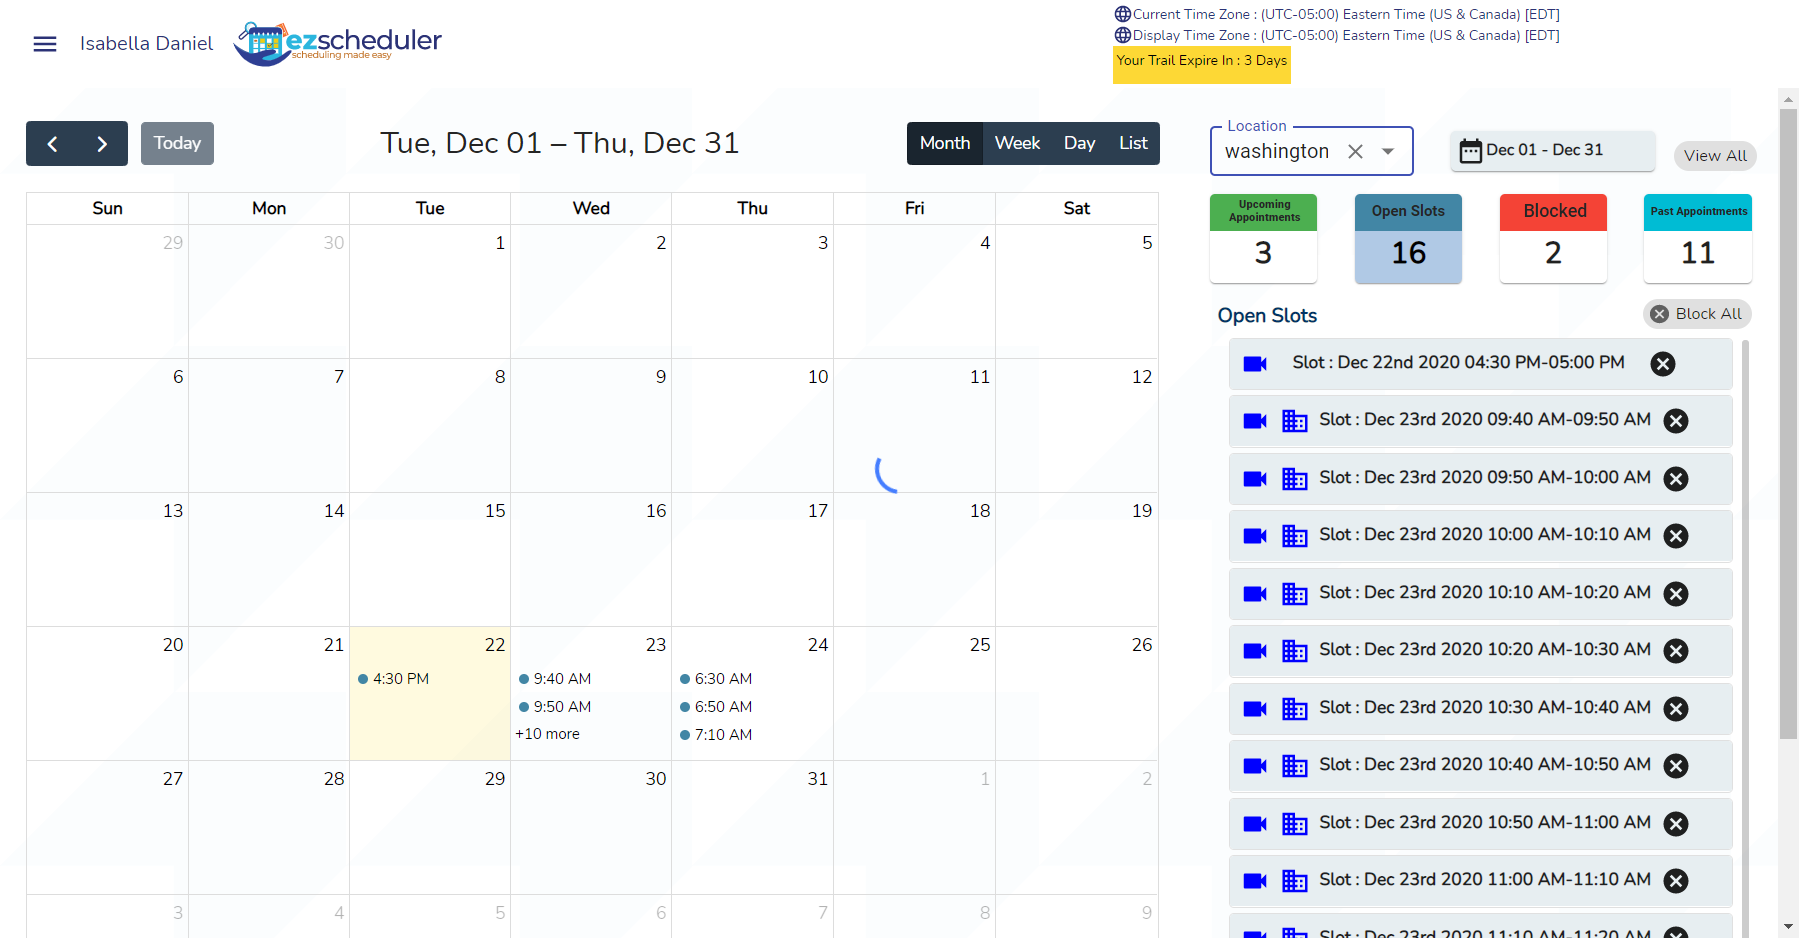 Isabella Daniel
ezscheduler
scheduling made easy
Current Time Zone : (UTC-05:00) Eastern Time (US & Canada) [EDT]
Display Time Zone : (UTC-05:00) Eastern Time (US & Canada) [EDT]
Your Trail Expire In : 3 Days
Today
Tue, Dec 01 – Thu, Dec 31
Month Week Day List
Sun Mon Tue Wed Thu Fri Sat
29 30 1 2 3 4 5
6 7 8 9 10 11 12
13 14 15 16 17 18 19
20 21 22 23 24 25 26
4:30 PM 9:40 AM 6:30 AM
9:50 AM 6:50 AM
+10 more 7:10 AM
27 28 29 30 31 1 2
3 4 5 6 7 8 9
Location
washington
Dec 01 - Dec 31
View All
Upcoming Appointments
3
Open Slots
16
Blocked
2
Past Appointments
11
Open Slots
Block All
Slot : Dec 22nd 2020 04:30 PM-05:00 PM
Slot : Dec 23rd 2020 09:40 AM-09:50 AM
Slot : Dec 23rd 2020 09:50 AM-10:00 AM
Slot : Dec 23rd 2020 10:00 AM-10:10 AM
Slot : Dec 23rd 2020 10:10 AM-10:20 AM
Slot : Dec 23rd 2020 10:20 AM-10:30 AM
Slot : Dec 23rd 2020 10:30 AM-10:40 AM
Slot : Dec 23rd 2020 10:40 AM-10:50 AM
Slot : Dec 23rd 2020 10:50 AM-11:00 AM
Slot : Dec 23rd 2020 11:00 AM-11:10 AM
Slot : Dec 23rd 2020 11:10 AM-11:20 AM